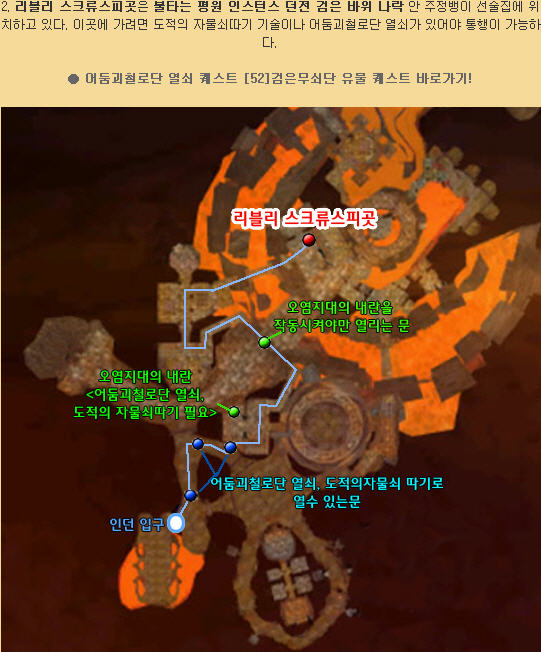 2. 리블리 스크류스피곳은 불타는 평원 인스턴스 던전 검은 바위 나락 안 주정뱅이 선술집에 위
치하고 있다. 이곳에 가려면 도적의 자물쇠따기 기술이나 어둠괴철로단 열쇠가 있어야 통행이 가능하
다.
● 어둠괴철로단 열쇠 퀘스트 [52]검은무쇠단 유물 퀘스트 바로가기!
리블리 스크류스피곳
오염지대의 내란을
작동시켜야만 열리는 문
오염지대의 내란
<어둠괴철로단 열쇠,
도적의 자물쇠따기 필요>
어둠괴철로단 열쇠, 도적의자물쇠 따기로
열수 있는문
인던 입구